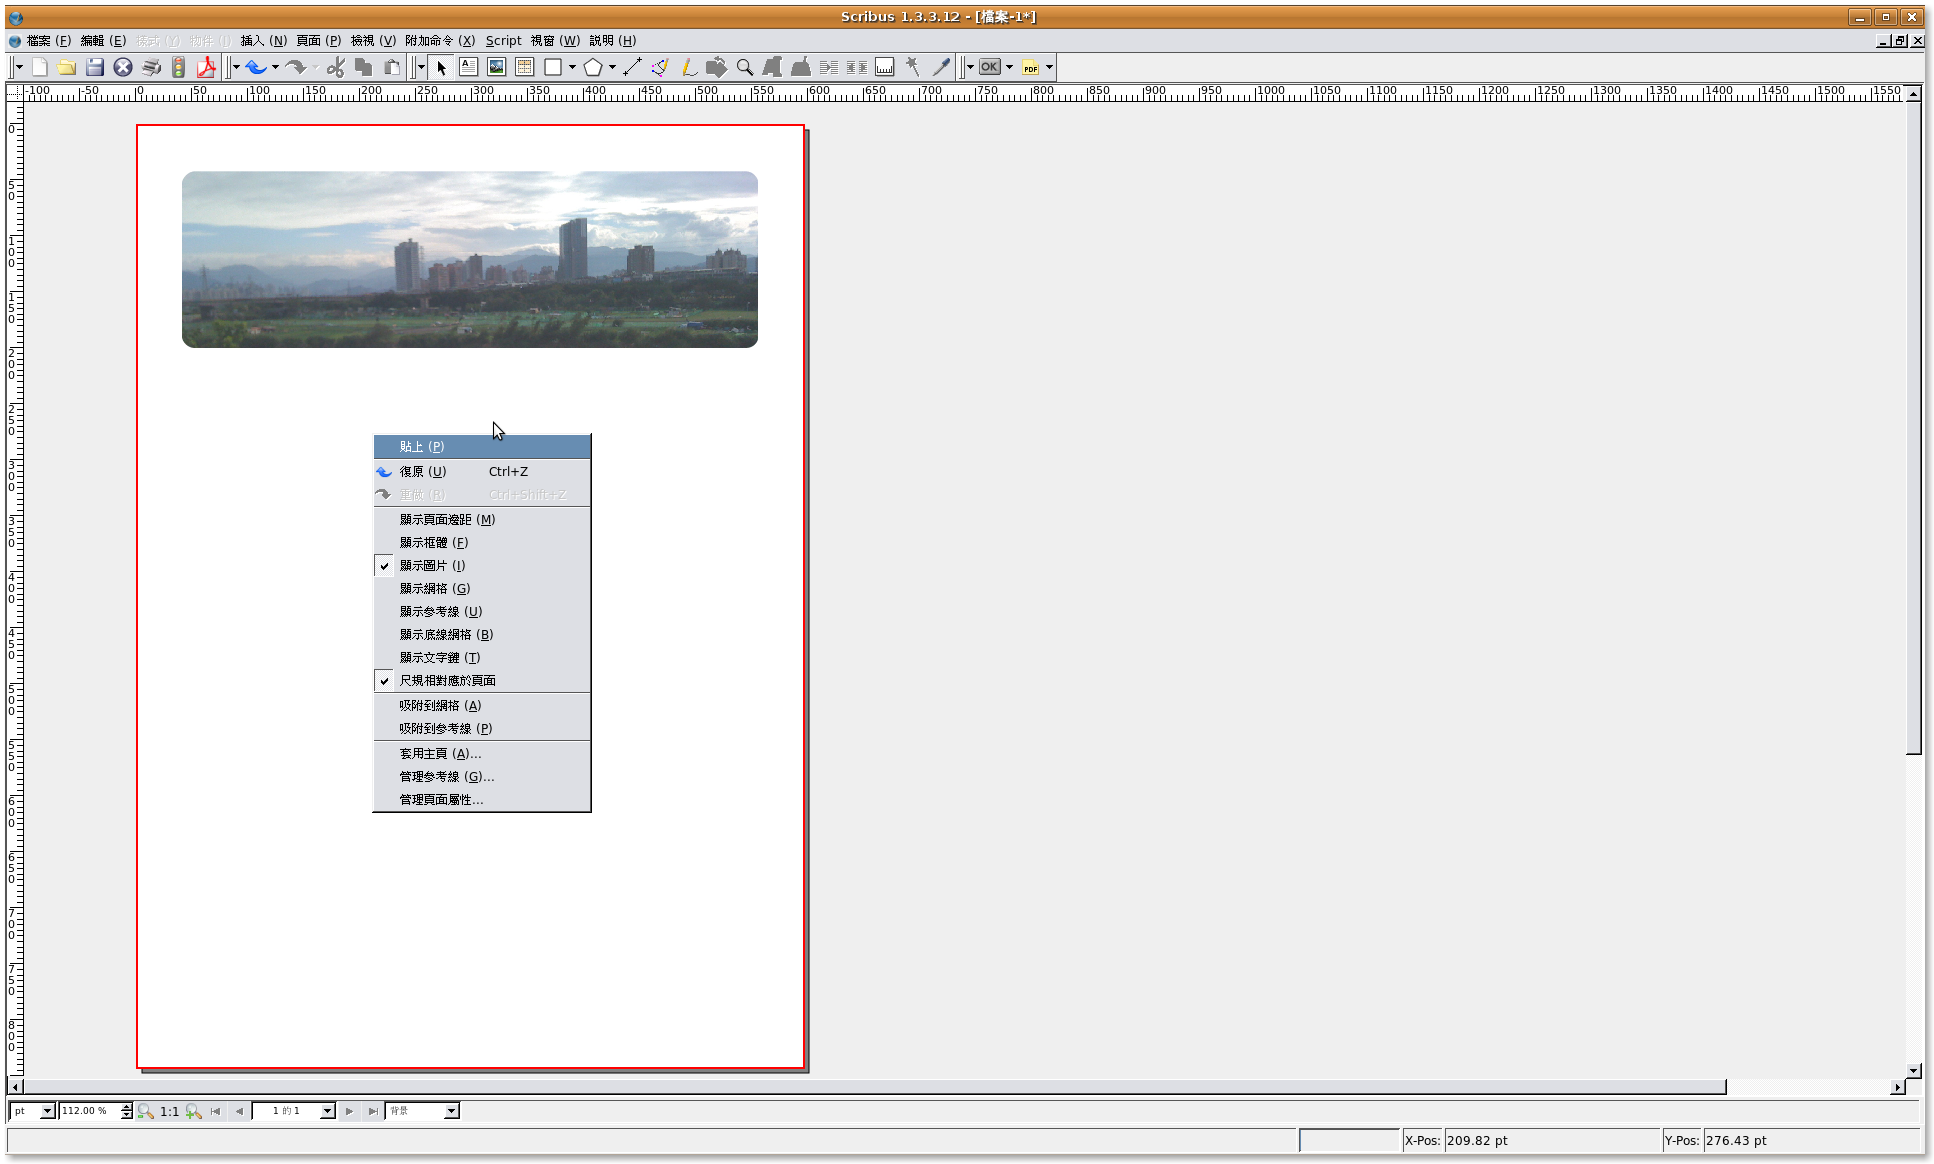 Scribus 1.3.3.12 - [檔案-1*]
檔案 (F) 編輯 (E) 樣式 (Y) 物件 (I) 插入 (N) 頁面 (P) 檢視 (V) 附加命令 (X) Script 視窗 (W) 說明 (H)
OK PDF
-100 -50 0 50 100 150 200 250 300 350 400 450 500 550 600 650 700 750 800 850 900 950 1000 1050 1100 1150 1200 1250 1300 1350 1400 1450 1500 1550
0
50
100
150
200
250
300
350
400
450
500
550
600
650
700
750
800
貼上 (P)
復原 (U) Ctrl+Z
重做 (R) Ctrl+Shift+Z
顯示頁面邊距 (M)
顯示框體 (F)
顯示圖片 (I)
顯示網格 (G)
顯示參考線 (U)
顯示底線網格 (B)
顯示文字鏈 (T)
尺規相對應於頁面
吸附到網格 (A)
吸附到參考線 (P)
套用主頁 (A)...
管理參考線 (G)...
管理頁面屬性...
pt 112.00 % 1:1 1 的 1 背景
X-Pos: 209.82 pt Y-Pos: 276.43 pt